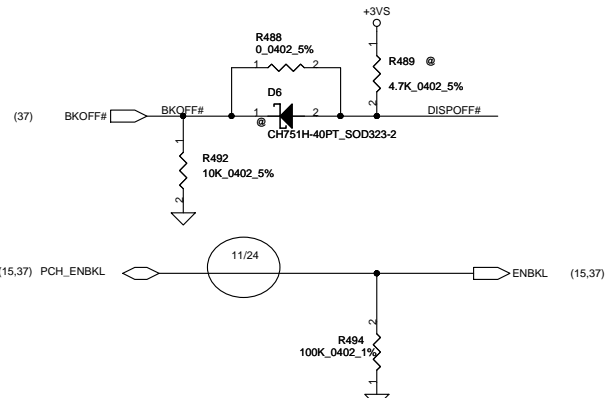 +3VS
R488
0_0402_5%
1 2
1
R489 @
4.7K_0402_5%
2
D6
(37) BKOFF# BKOFF# 1 2 DISPOFF#
@
CH751H-40PT_SOD323-2
1
R492
10K_0402_5%
2
11/24
(15,37) PCH_ENBKL ENBKL (15,37)
2
R494
100K_0402_1%
1